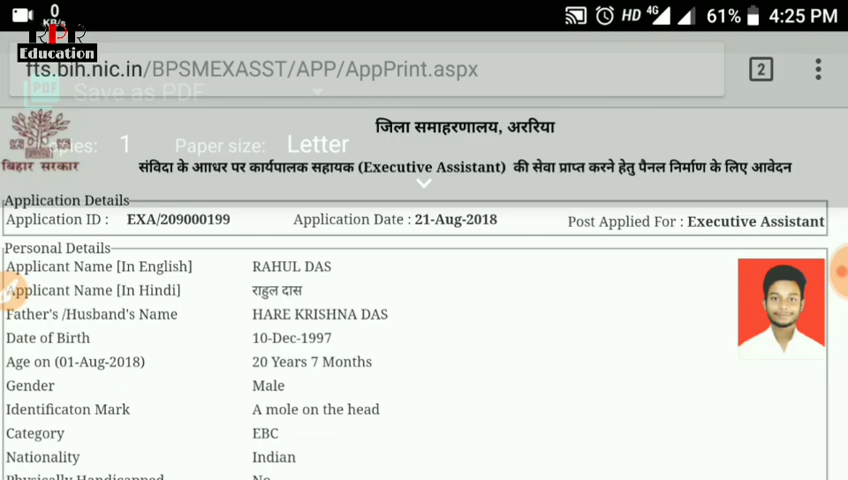 0
KB/s
HD 4G 61% 4:25 PM
RPR
Education
fts.bih.nic.in/BPSMEXASST/APP/AppPrint.aspx
2
PDF
Save as PDF
बिहार सरकार
जिला समाहरणालय, अररिया
1 Paper size: Letter
संविदा के आाधर पर कार्यपालक सहायक (Executive Assistant) की सेवा प्राप्त करने हेतु पैनल निर्माण के लिए आवेदन
Application Details
Application ID : EXA/209000199 Application Date : 21-Aug-2018 Post Applied For : Executive Assistant
Personal Details
Applicant Name [In English] RAHUL DAS
Applicant Name [In Hindi] राहुल दास
Father's /Husband's Name HARE KRISHNA DAS
Date of Birth 10-Dec-1997
Age on (01-Aug-2018) 20 Years 7 Months
Gender Male
Identificaton Mark A mole on the head
Category EBC
Nationality Indian
Physically Handicapped No